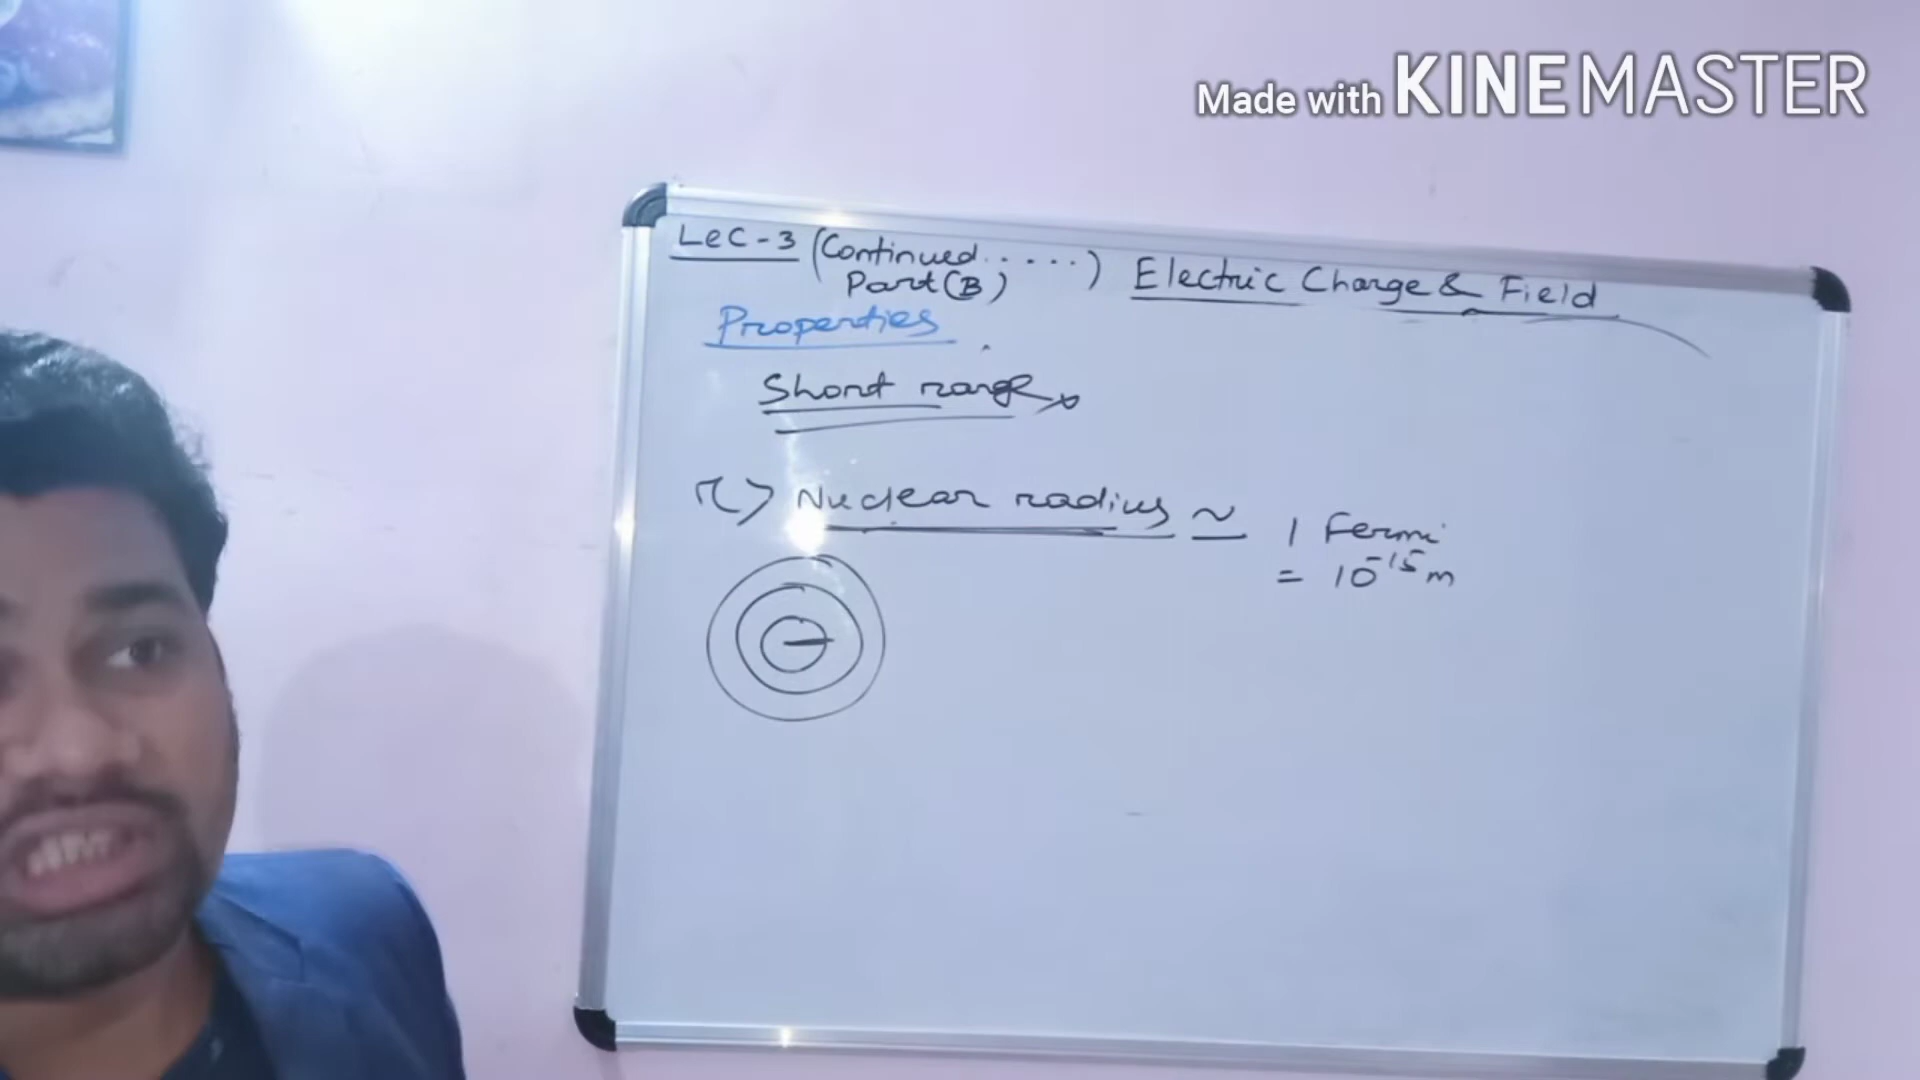 Made with KINEMASTER
Lec-3 (Continued.....) Electric Charge & Field
Part (B)
Properties
Short range
r > Nuclear radius ≃ 1 Fermi
= 10⁻¹⁵ m